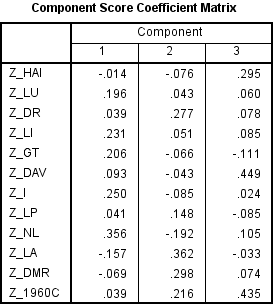 Component Score Coefficient Matrix
Component
1 2 3
Z_HAI -.014 -.076 .295
Z_LU .196 .043 .060
Z_DR .039 .277 .078
Z_LI .231 .051 .085
Z_GT .206 -.066 -.111
Z_DAV .093 -.043 .449
Z_I .250 -.085 .024
Z_LP .041 .148 -.085
Z_NL .356 -.192 .105
Z_LA -.157 .362 -.033
Z_DMR -.069 .298 .074
Z_1960C .039 .216 .435